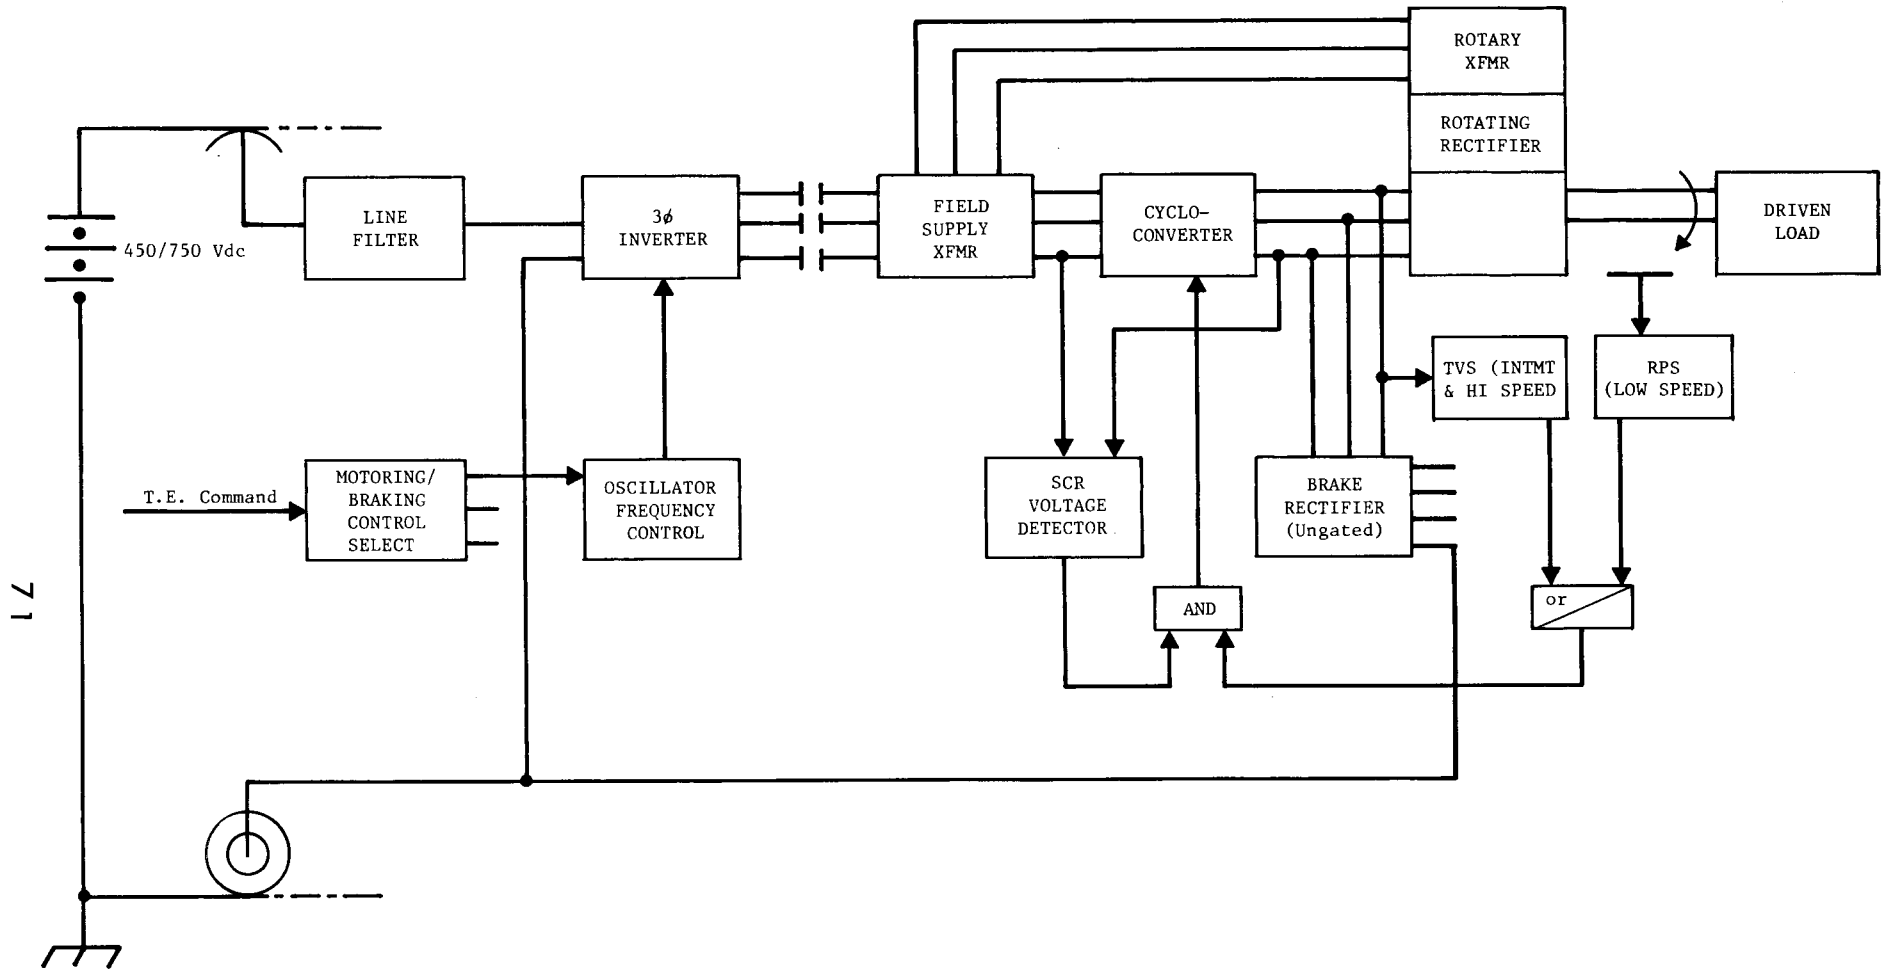 ROTARY
XFMR
ROTATING
RECTIFIER
LINE
FILTER
3ø
INVERTER
FIELD
SUPPLY
XFMR
CYCLO-
CONVERTER
DRIVEN
LOAD
450/750 Vdc
TVS (INTMT
& HI SPEED
RPS
(LOW SPEED)
T.E. Command
MOTORING/
BRAKING
CONTROL
SELECT
OSCILLATOR
FREQUENCY
CONTROL
SCR
VOLTAGE
DETECTOR
BRAKE
RECTIFIER
(Ungated)
AND
or
71